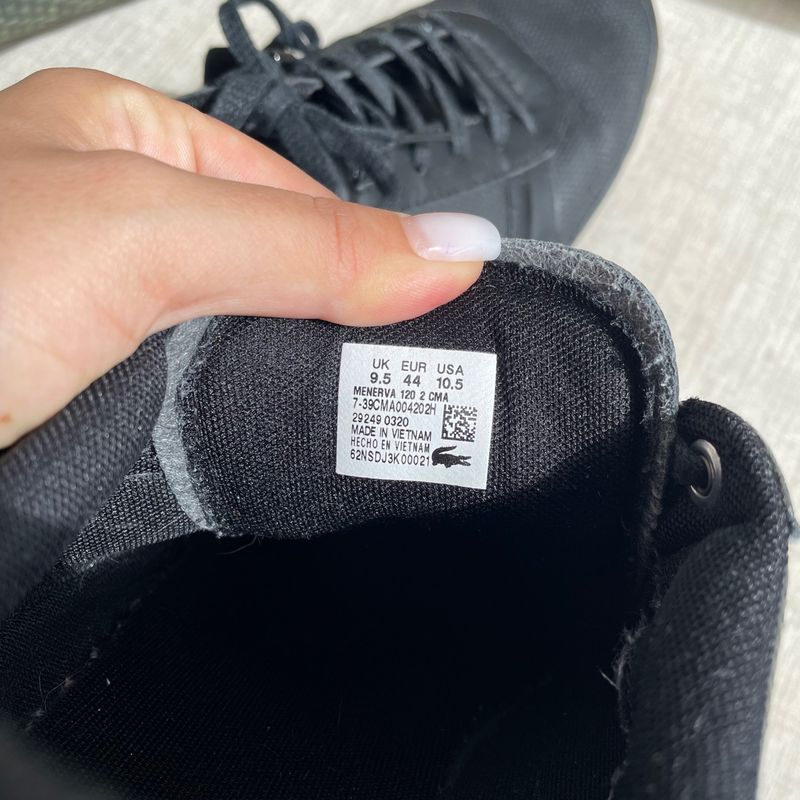 UK EUR USA
9.5 44 10.5
MENERVA 120 2 CMA
7-39CMA004202H
29249 0320
MADE IN VIETNAM
HECHO EN VIETNAM
62NSDJ3K00021